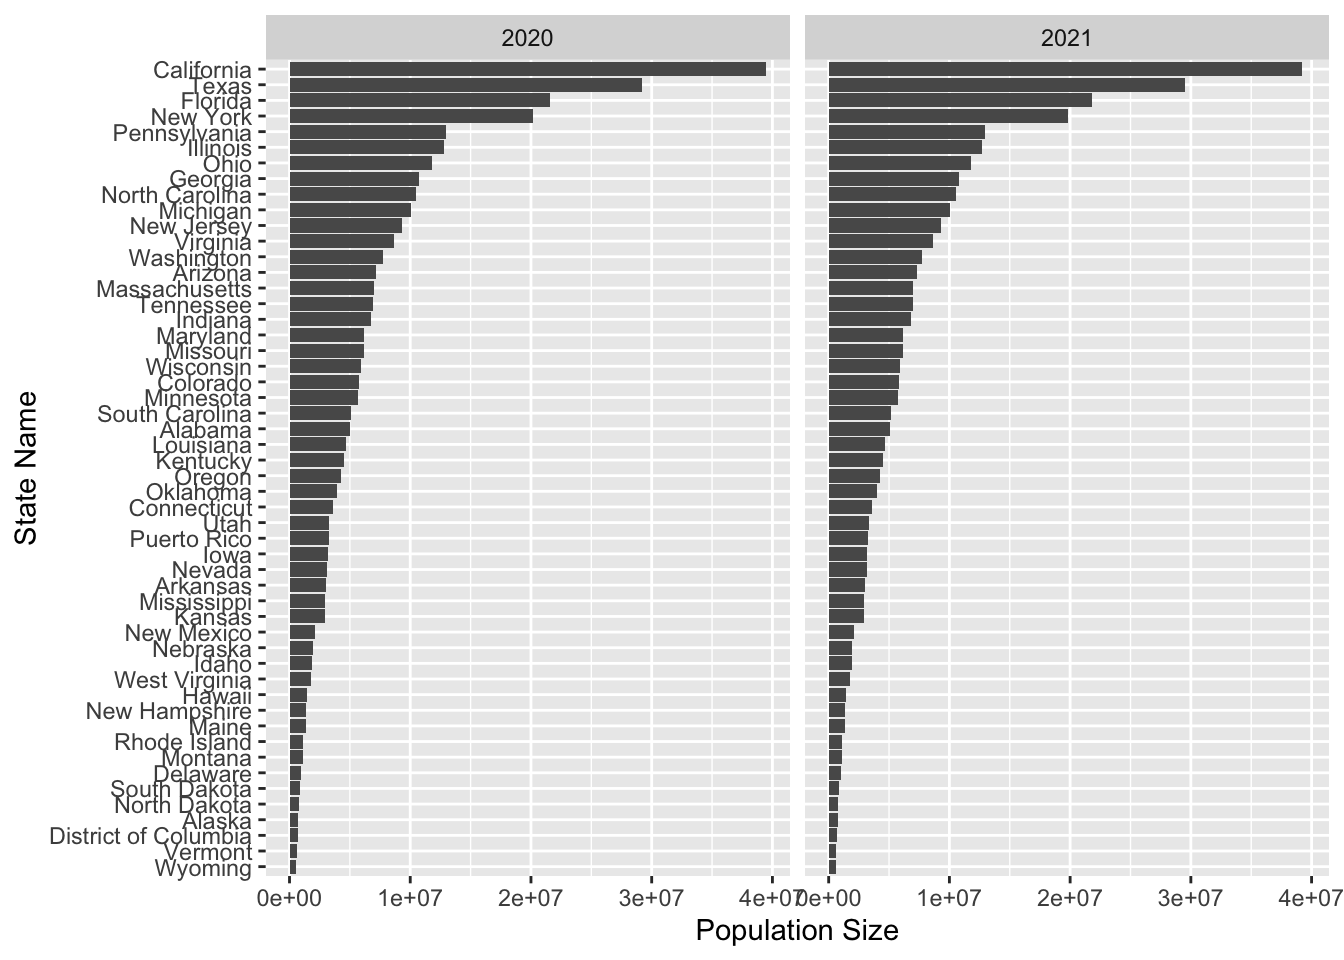 2020
2021
California
Texas
Florida
New York
Pennsylvania
Illinois
Ohio
Georgia
North Carolina
Michigan
New Jersey
Virginia
Washington
Arizona
Massachusetts
Tennessee
Indiana
Maryland
Missouri
Wisconsin
Colorado
Minnesota
South Carolina
Alabama
Louisiana
Kentucky
Oregon
Oklahoma
Connecticut
Utah
Puerto Rico
Iowa
Nevada
Arkansas
Mississippi
Kansas
New Mexico
Nebraska
Idaho
West Virginia
Hawaii
New Hampshire
Maine
Rhode Island
Montana
Delaware
South Dakota
North Dakota
Alaska
District of Columbia
Vermont
Wyoming
State Name
0e+00 1e+07 2e+07 3e+07 4e+07
0e+00 1e+07 2e+07 3e+07 4e+07
Population Size